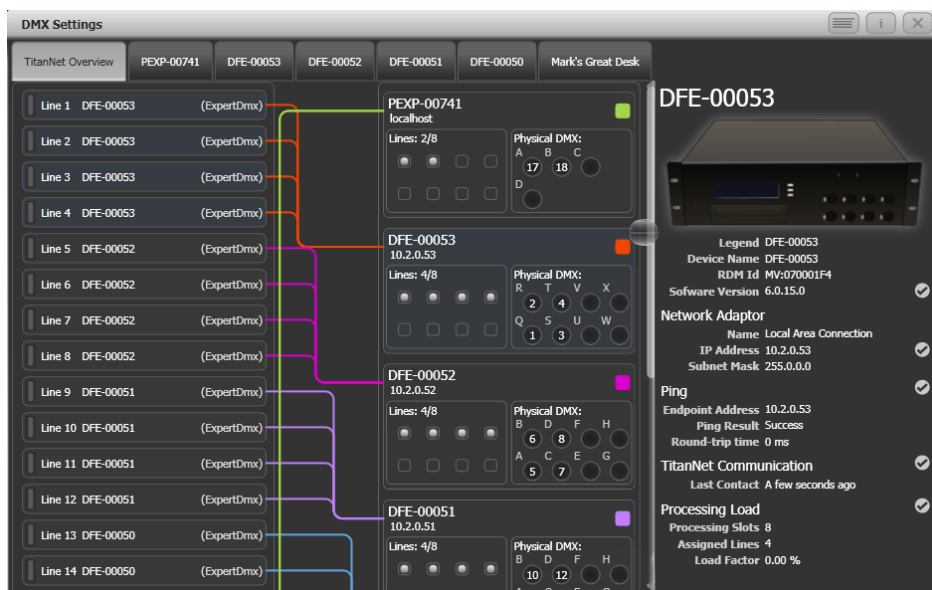 DMX Settings
TitanNet Overview
PEXP-00741
DFE-00053
DFE-00052
DFE-00051
DFE-00050
Mark's Great Desk
Line 1 DFE-00053 (ExpertDmx)
Line 2 DFE-00053 (ExpertDmx)
Line 3 DFE-00053 (ExpertDmx)
Line 4 DFE-00053 (ExpertDmx)
Line 5 DFE-00052 (ExpertDmx)
Line 6 DFE-00052 (ExpertDmx)
Line 7 DFE-00052 (ExpertDmx)
Line 8 DFE-00052 (ExpertDmx)
Line 9 DFE-00051 (ExpertDmx)
Line 10 DFE-00051 (ExpertDmx)
Line 11 DFE-00051 (ExpertDmx)
Line 12 DFE-00051 (ExpertDmx)
Line 13 DFE-00050 (ExpertDmx)
Line 14 DFE-00050 (ExpertDmx)
PEXP-00741
localhost
Lines: 2/8
Physical DMX:
A B C
17 18
D
DFE-00053
10.2.0.53
Lines: 4/8
Physical DMX:
R T V X
2 4
Q S U W
1 3
DFE-00052
10.2.0.52
Lines: 4/8
Physical DMX:
B D F H
6 8
A C E G
5 7
DFE-00051
10.2.0.51
Lines: 4/8
Physical DMX:
B D F H
10 12
DFE-00053
Legend DFE-00053
Device Name DFE-00053
RDM Id MV:070001F4
Sofware Version 6.0.15.0
Network Adaptor
Name Local Area Connection
IP Address 10.2.0.53
Subnet Mask 255.0.0.0
Ping
Endpoint Address 10.2.0.53
Ping Result Success
Round-trip time 0 ms
TitanNet Communication
Last Contact A few seconds ago
Processing Load
Processing Slots 8
Assigned Lines 4
Load Factor 0.00 %